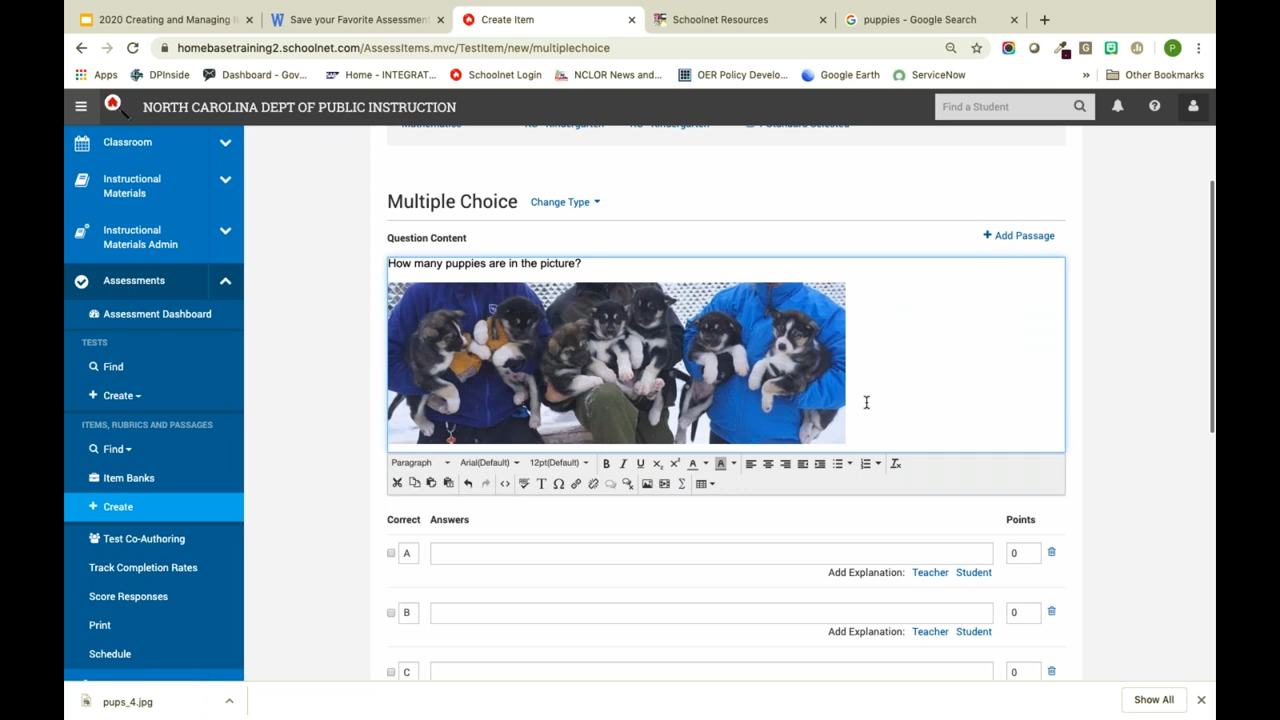 2020 Creating and Managing
Save your Favorite Assessment
Create Item
Schoolnet Resources
puppies - Google Search
homebasetraining2.schoolnet.com/AssessItems.mvc/TestItem/new/multiplechoice
P
Apps
DPInside
Dashboard - Gov...
Home - INTEGRAT...
Schoolnet Login
NCLOR News and...
OER Policy Develo...
Google Earth
ServiceNow
»
Other Bookmarks
NORTH CAROLINA DEPT OF PUBLIC INSTRUCTION
Find a Student
Classroom
Instructional
Materials
Instructional
Materials Admin
Assessments
Assessment Dashboard
TESTS
Find
Create
ITEMS, RUBRICS AND PASSAGES
Find
Item Banks
Create
Test Co-Authoring
Track Completion Rates
Score Responses
Print
Schedule
Multiple Choice Change Type
Question Content
+ Add Passage
How many puppies are in the picture?
Paragraph Arial(Default) 12pt(Default)
Correct Answers Points
A 0
Add Explanation: Teacher Student
B 0
Add Explanation: Teacher Student
C 0
pups_4.jpg
Show All